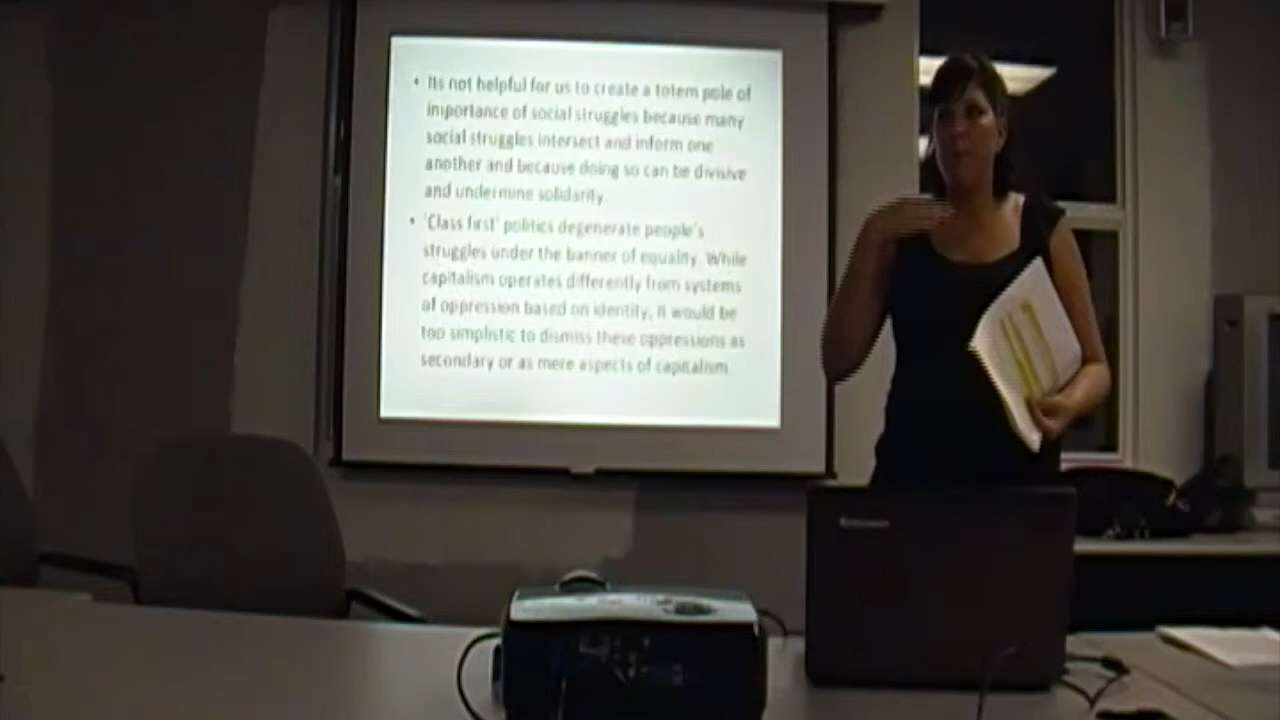 • Its not helpful for us to create a totem pole of
importance of social struggles because many
social struggles intersect and inform one
another and because doing so can be divisive
and undermine solidarity
• 'Class first' politics degenerate people's
struggles under the banner of equality. While
capitalism operates differently from systems
of oppression based on identity, it would be
too simplistic to dismiss these oppressions as
secondary or as mere aspects of capitalism